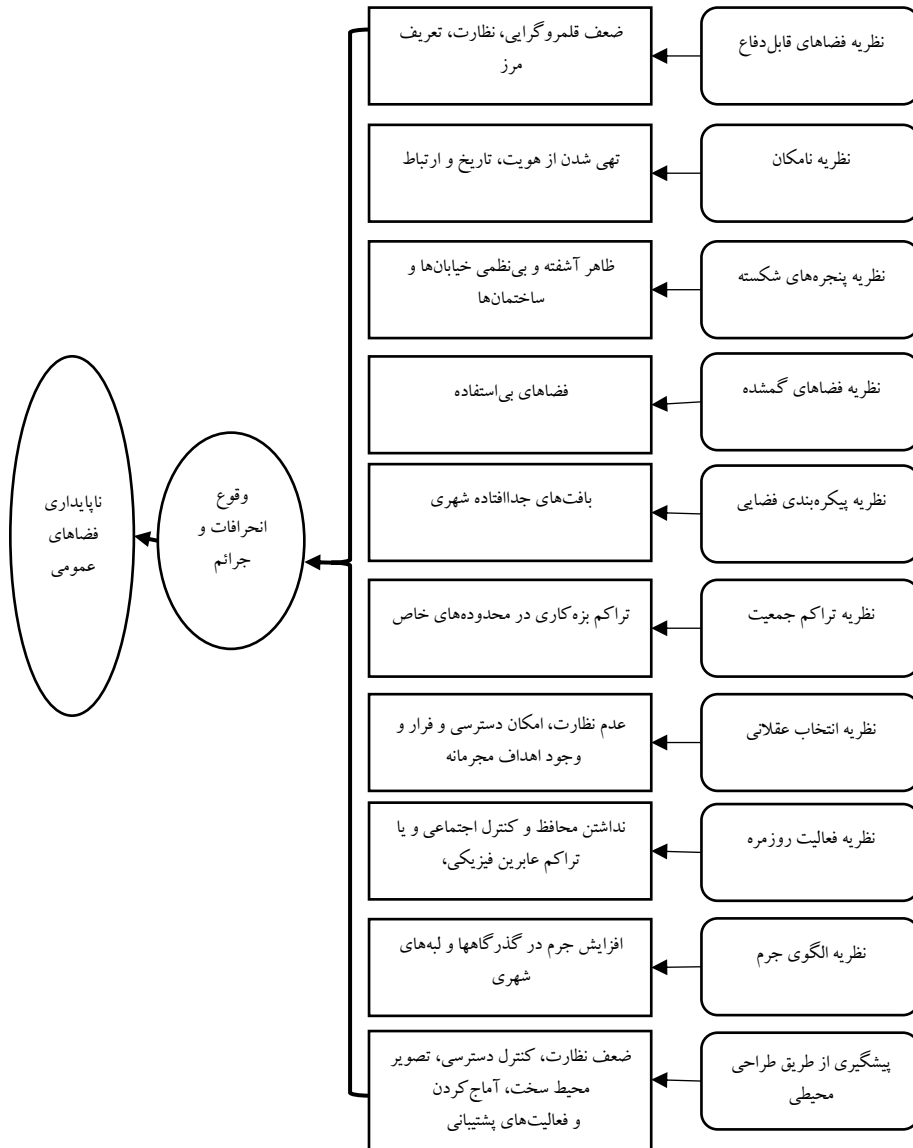 نظریه فضاهای قابل‌دفاع
ضعف قلمروگرایی، نظارت، تعریف
مرز
نظریه نامکان
تهی شدن از هویت، تاریخ و ارتباط
نظریه پنجره‌های شکسته
ظاهر آشفته و بی‌نظمی خیابان‌ها و
ساختمان‌ها
نظریه فضاهای گمشده
فضاهای بی‌استفاده
نظریه پیکره‌بندی فضایی
بافت‌های جداافتاده شهری
نظریه تراکم جمعیت
تراکم بزه‌کاری در محدوده‌های خاص
نظریه انتخاب عقلانی
عدم نظارت، امکان دسترسی و فرار و
وجود اهداف مجرمانه
نظریه فعالیت روزمره
نداشتن محافظ و کنترل اجتماعی و یا
تراکم عابرین فیزیکی،
نظریه الگوی جرم
افزایش جرم در گذرگاهها و لبه‌های
شهری
پیشگیری از طریق طراحی
محیطی
ضعف نظارت، کنترل دسترسی، تصویر
محیط سخت، آماج کردن
و فعالیت‌های پشتیبانی
وقوع
انحرافات و
جرائم
ناپایداری
فضاهای
عمومی